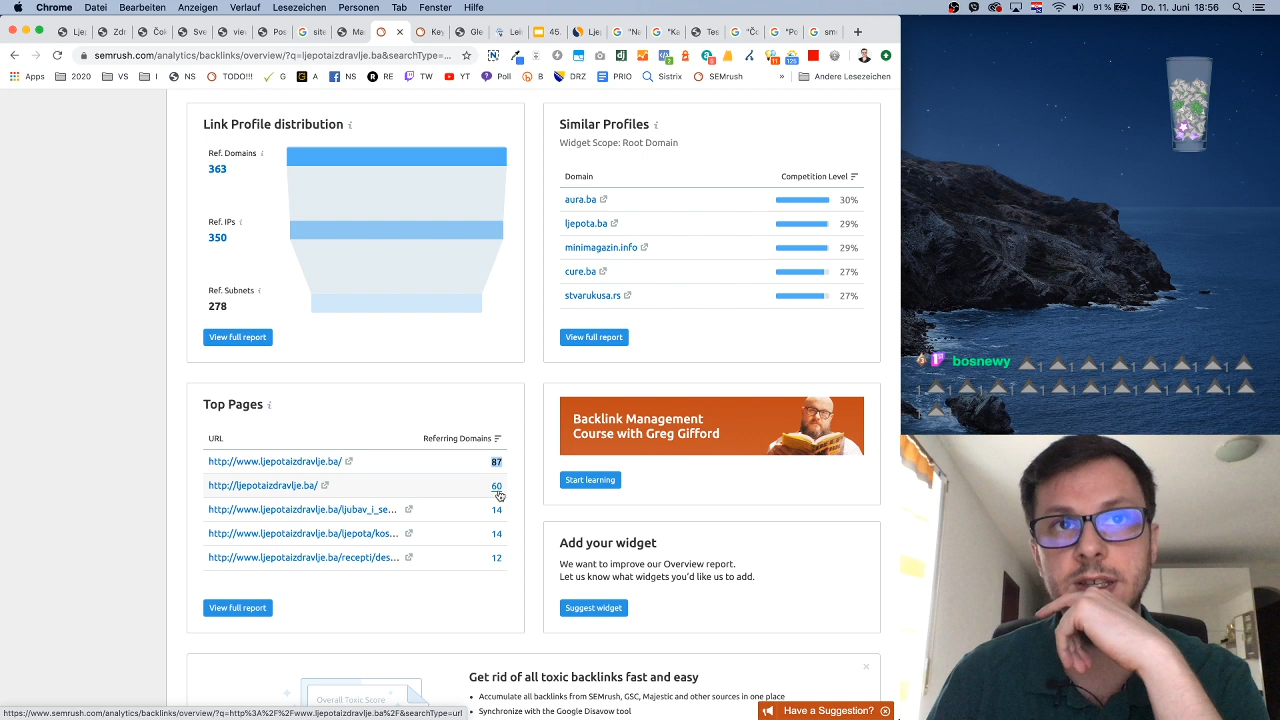 Chrome Datei Bearbeiten Anzeigen Verlauf Lesezeichen Personen Tab Fenster Hilfe 91 % Do. 11. Juni 18:56
semrush.com/analytics/backlinks/overview/?q=http%3A%2F%2Fwww.ljepotaizdravlje.ba&searchType=...
Apps 2020 VS I NS TODO!!! G A NS RE TW YT Poll B DRZ PRIO Sistrix SEMrush » Andere Lesezeichen
Link Profile distribution
Ref. Domains
363
Ref. IPs
350
Ref. Subnets
278
View full report
Similar Profiles
Widget Scope: Root Domain
Domain Competition Level
aura.ba 30%
ljepota.ba 29%
minimagazin.info 29%
cure.ba 27%
stvarukusa.rs 27%
View full report
bosnewy
Top Pages
URL Referring Domains
http://www.ljepotaizdravlje.ba/ 87
http://ljepotaizdravlje.ba/ 60
http://www.ljepotaizdravlje.ba/ljubav_i_se... 14
http://www.ljepotaizdravlje.ba/ljepota/kos... 14
http://www.ljepotaizdravlje.ba/recepti/des... 12
View full report
Backlink Management
Course with Greg Gifford
Start learning
Add your widget
We want to improve our Overview report.
Let us know what widgets you'd like us to add.
Suggest widget
Overall Toxic Score
Get rid of all toxic backlinks fast and easy
Accumulate all backlinks from SEMrush, GSC, Majestic and other sources in one place
Synchronize with the Google Disavow tool
Have a Suggestion?
https://www.semrush.com/analytics/backlinks/overview/?q=http%3A%2F%2Fwww.ljepotaizdravlje.ba%2F&searchType=url